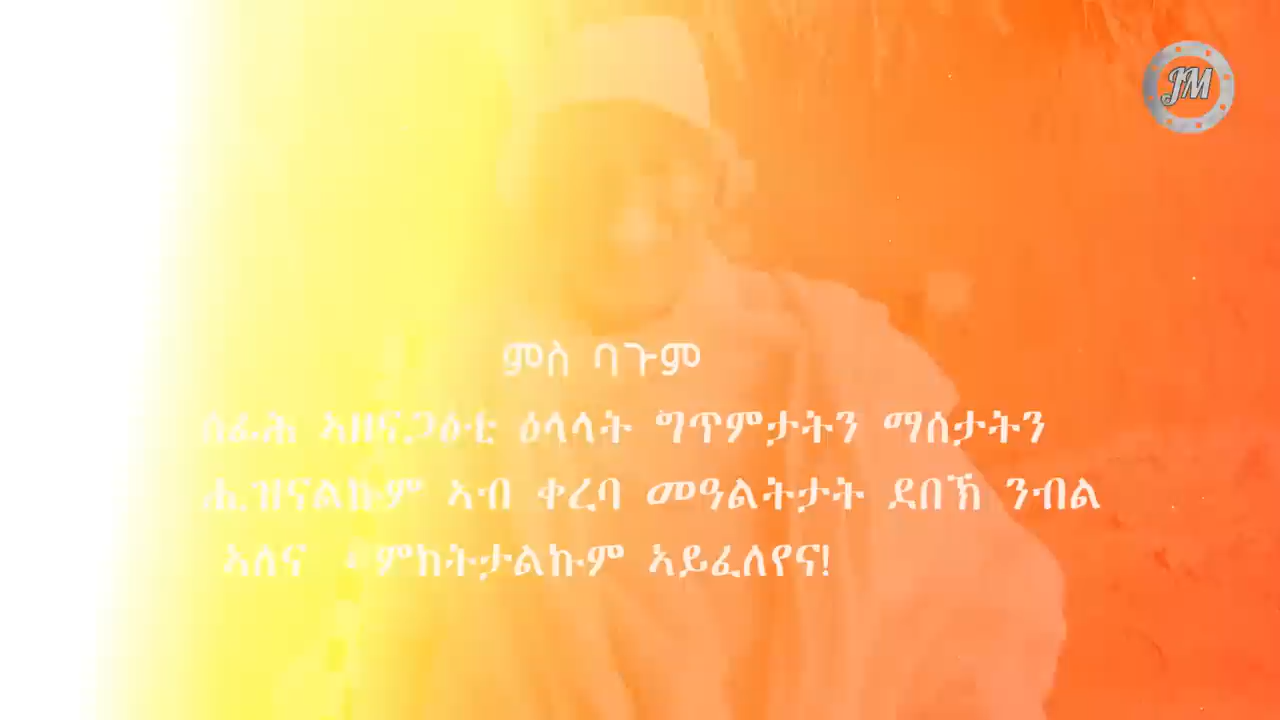 JM
ምስ ባጉም
ሰፊሕ ኣዘናጋዕቲ ዕላላት ግጥምታትን ማሰታትን
ሒዝናልኩም ኣብ ቀረባ መዓልትታት ደበኽ ንብል
ኣለና ምክትታልኩም ኣይፈለየና!